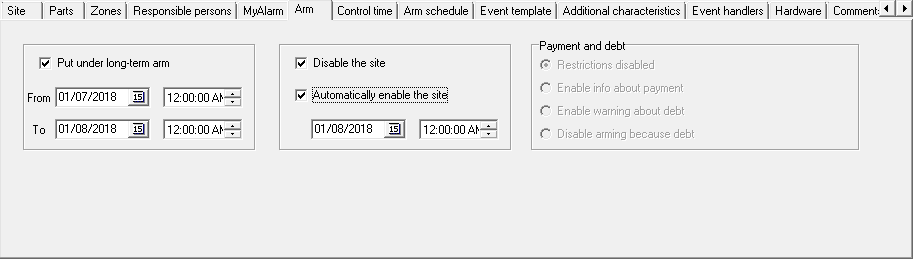 Site Parts Zones Responsible persons MyAlarm Arm Control time Arm schedule Event template Additional characteristics Event handlers Hardware Comments
Put under long-term arm
From 01/07/2018 15 12:00:00 AM
To 01/08/2018 15 12:00:00 AM
Disable the site
Automatically enable the site
01/08/2018 15 12:00:00 AM
Payment and debt
Restrictions disabled
Enable info about payment
Enable warning about debt
Disable arming because debt